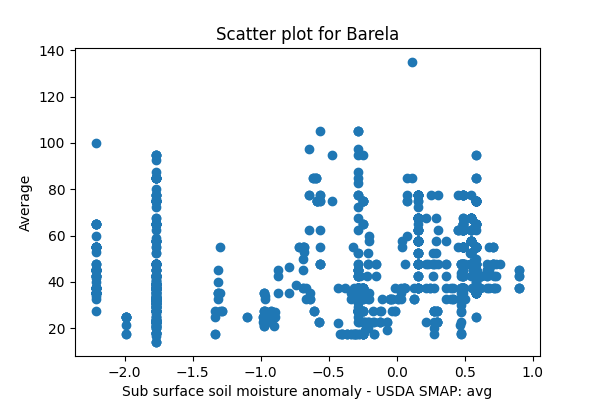 Scatter plot for Barela
140
120
100
80
60
40
20
Average
−2.0 −1.5 −1.0 −0.5 0.0 0.5 1.0
Sub surface soil moisture anomaly - USDA SMAP: avg